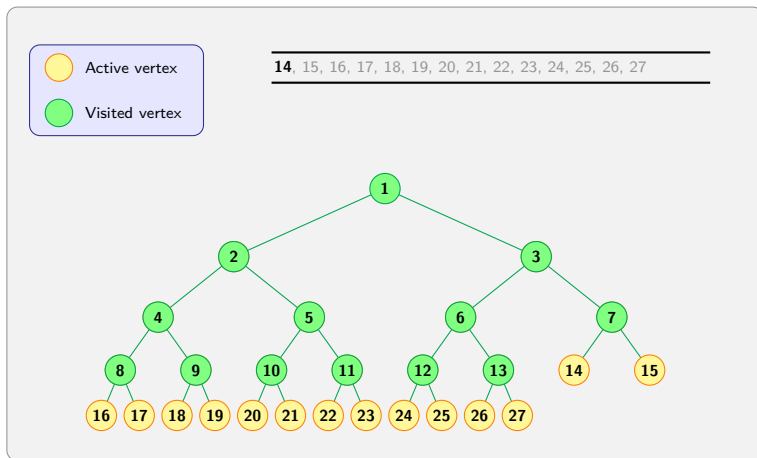 Active vertex
Visited vertex
14, 15, 16, 17, 18, 19, 20, 21, 22, 23, 24, 25, 26, 27
1
2 3
4 5 6 7
8 9 10 11 12 13 14 15
16 17 18 19 20 21 22 23 24 25 26 27